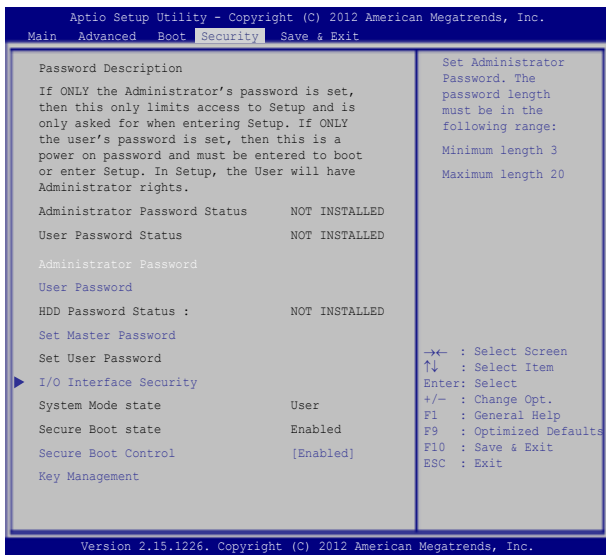 Aptio Setup Utility - Copyright (C) 2012 American Megatrends, Inc.
Main Advanced Boot Security Save & Exit
Password Description
If ONLY the Administrator's password is set,
then this only limits access to Setup and is
only asked for when entering Setup. If ONLY
the user's password is set, then this is a
power on password and must be entered to boot
or enter Setup. In Setup, the User will have
Administrator rights.
Administrator Password Status NOT INSTALLED
User Password Status NOT INSTALLED
Administrator Password
User Password
HDD Password Status : NOT INSTALLED
Set Master Password
Set User Password
I/O Interface Security
System Mode state User
Secure Boot state Enabled
Secure Boot Control [Enabled]
Key Management
Set Administrator
Password. The
password length
must be in the
following range:
Minimum length 3
Maximum length 20
→← : Select Screen
↑↓ : Select Item
Enter: Select
+/— : Change Opt.
F1 : General Help
F9 : Optimized Defaults
F10 : Save & Exit
ESC : Exit
Version 2.15.1226. Copyright (C) 2012 American Megatrends, Inc.